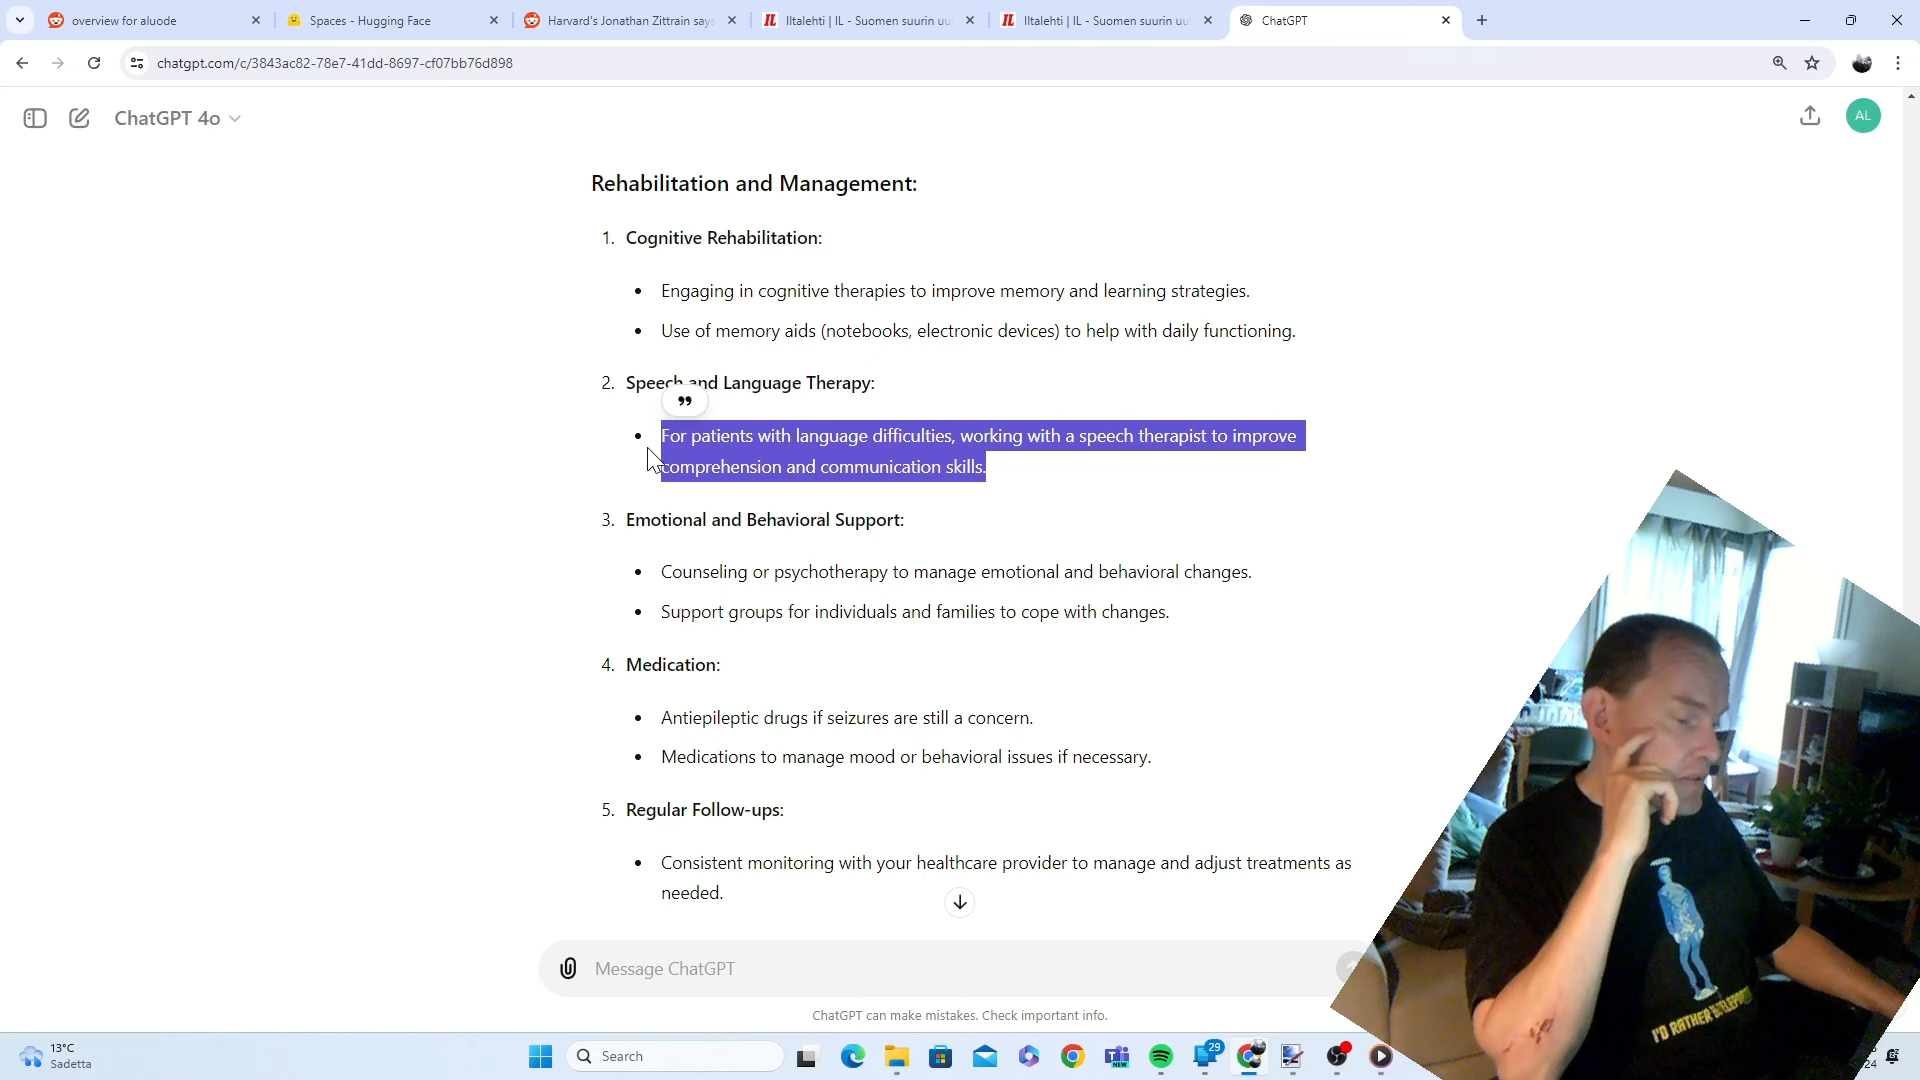 overview for aluode
Spaces - Hugging Face
Harvard's Jonathan Zittrain says
Iltalehti | IL - Suomen suurin uu
Iltalehti | IL - Suomen suurin uu
ChatGPT
chatgpt.com/c/3843ac82-78e7-41dd-8697-cf07bb76d898
ChatGPT 4o
AL
Rehabilitation and Management:
1. Cognitive Rehabilitation:
• Engaging in cognitive therapies to improve memory and learning strategies.
• Use of memory aids (notebooks, electronic devices) to help with daily functioning.
2. Speech and Language Therapy:
• For patients with language difficulties, working with a speech therapist to improve
comprehension and communication skills.
3. Emotional and Behavioral Support:
• Counseling or psychotherapy to manage emotional and behavioral changes.
• Support groups for individuals and families to cope with changes.
4. Medication:
• Antiepileptic drugs if seizures are still a concern.
• Medications to manage mood or behavioral issues if necessary.
5. Regular Follow-ups:
• Consistent monitoring with your healthcare provider to manage and adjust treatments as
needed.
Message ChatGPT
ChatGPT can make mistakes. Check important info.
I'D RATHER
13°C
Sadetta
Search
NEW
29
24